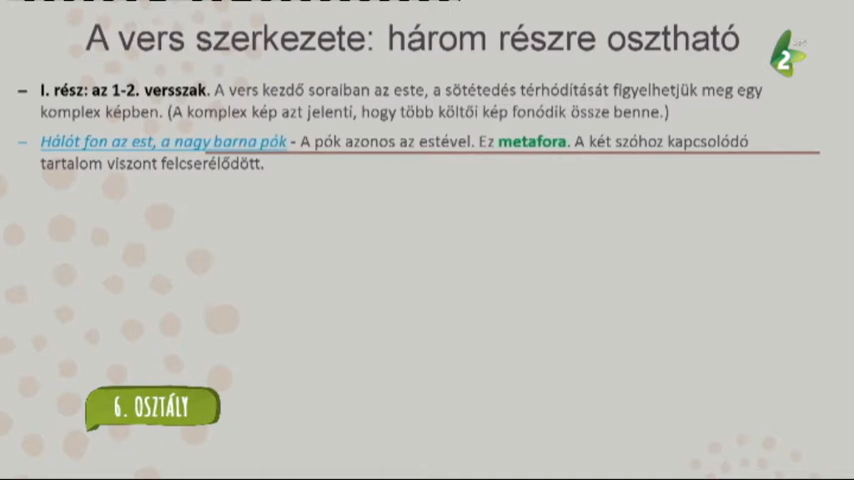 A vers szerkezete: három részre osztható
2
– I. rész: az 1-2. versszak. A vers kezdő soraiban az este, a sötétedés térhódítását figyelhetjük meg egy
komplex képben. (A komplex kép azt jelenti, hogy több költői kép fonódik össze benne.)
– Hálót fon az est, a nagy barna pók - A pók azonos az estével. Ez metafora. A két szóhoz kapcsolódó
tartalom viszont felcserélődött.
6. OSZTÁLY